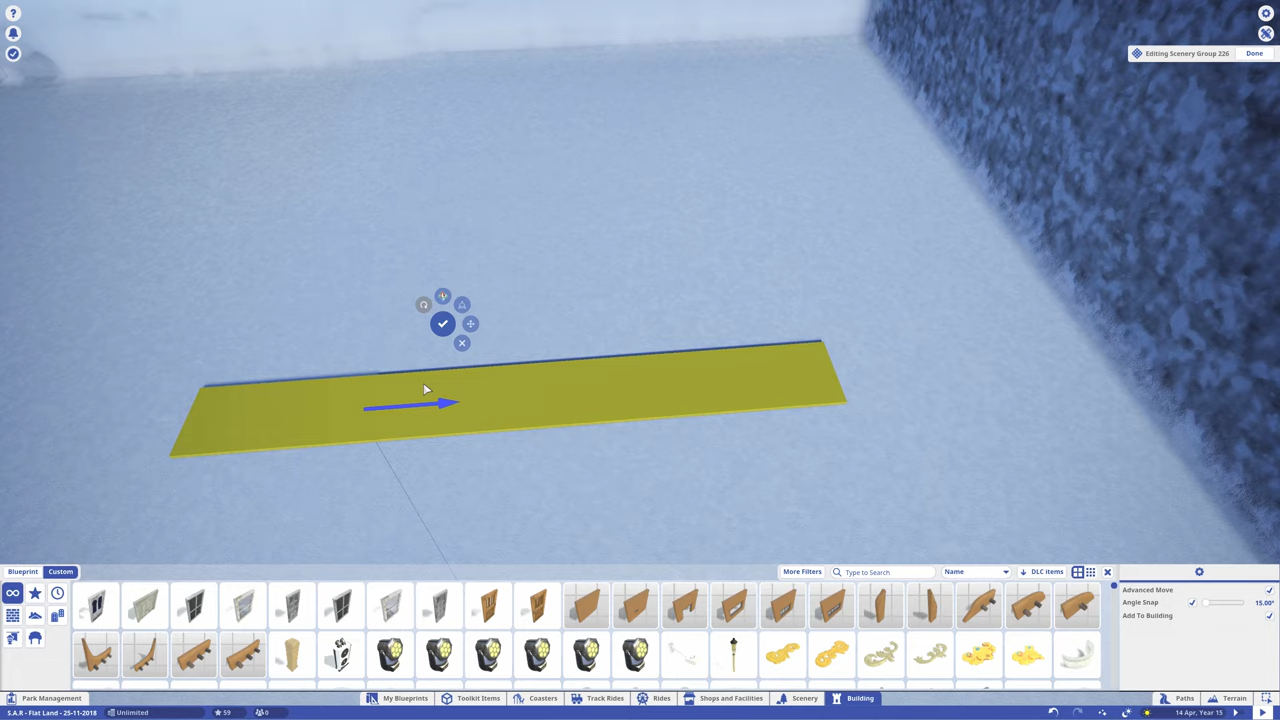 ?
Editing Scenery Group 226 Done
Blueprint Custom More Filters Type to Search Name DLC items
Advanced Move
Angle Snap 15.00°
Add To Building
Park Management My Blueprints Toolkit Items Coasters Track Rides Rides Shops and Facilities Scenery Building Paths Terrain
S.A.R - Flat Land - 25-11-2018 Unlimited 59 0 14 Apr, Year 15